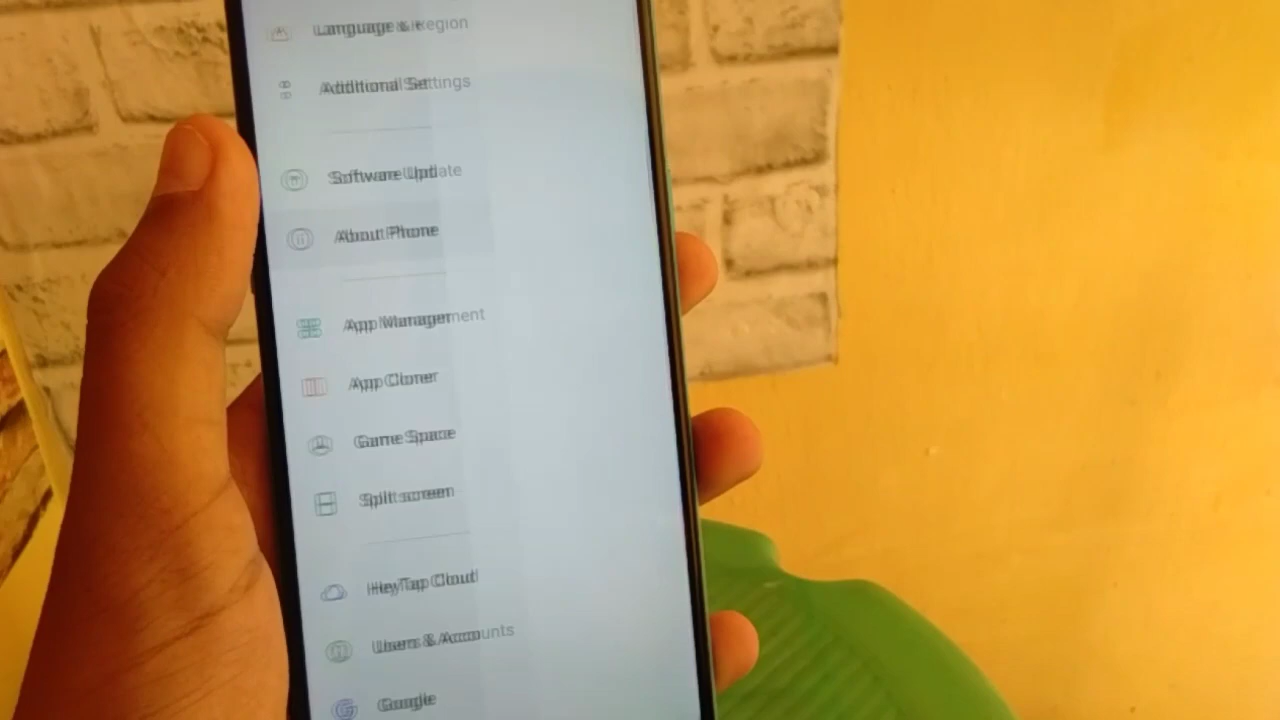 Language & Region
Additional Settings
Software Update
About Phone
App Management
App Cloner
Game Space
Split screen
HeyTap Cloud
Users & Accounts
Google